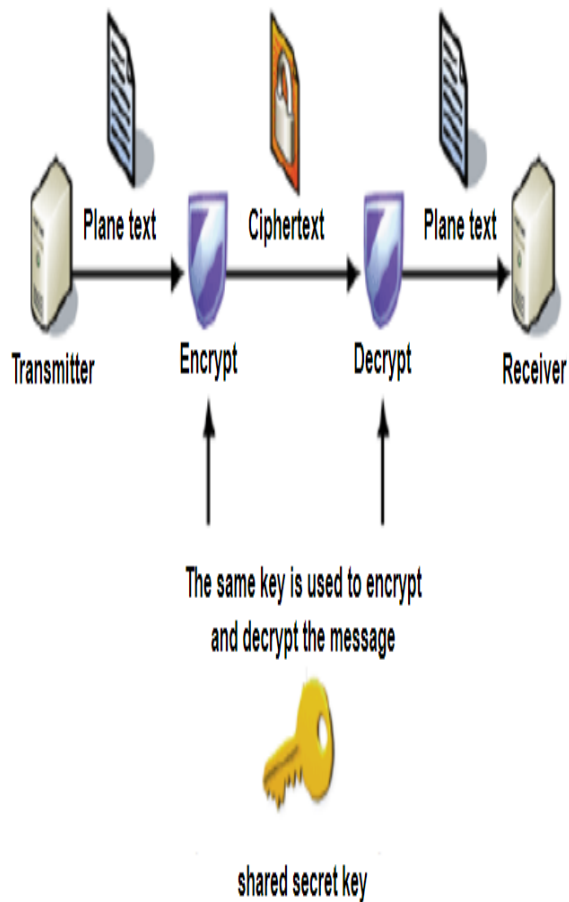 Plane text
Ciphertext
Plane text
Transmitter
Encrypt
Decrypt
Receiver
The same key is used to encrypt
and decrypt the message
shared secret key